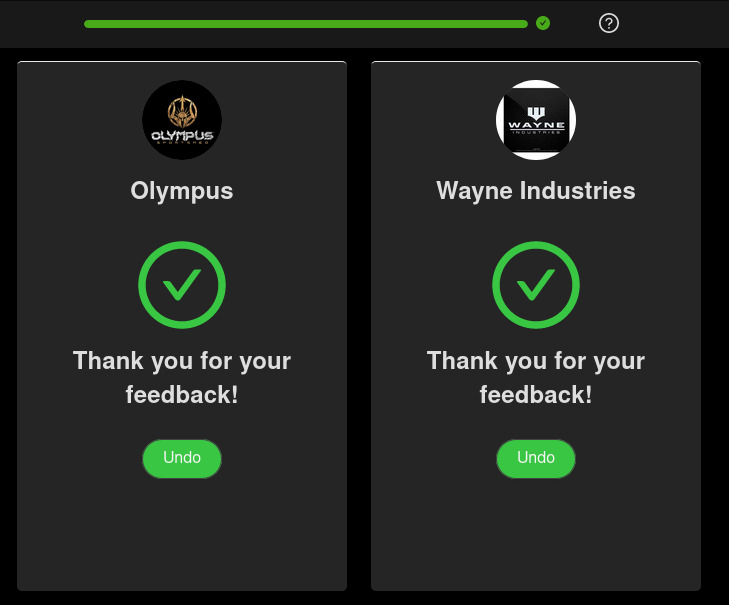 OLYMPUS
Olympus
Thank you for your
feedback!
Undo
WAYNE
INDUSTRIES
Wayne Industries
Thank you for your
feedback!
Undo